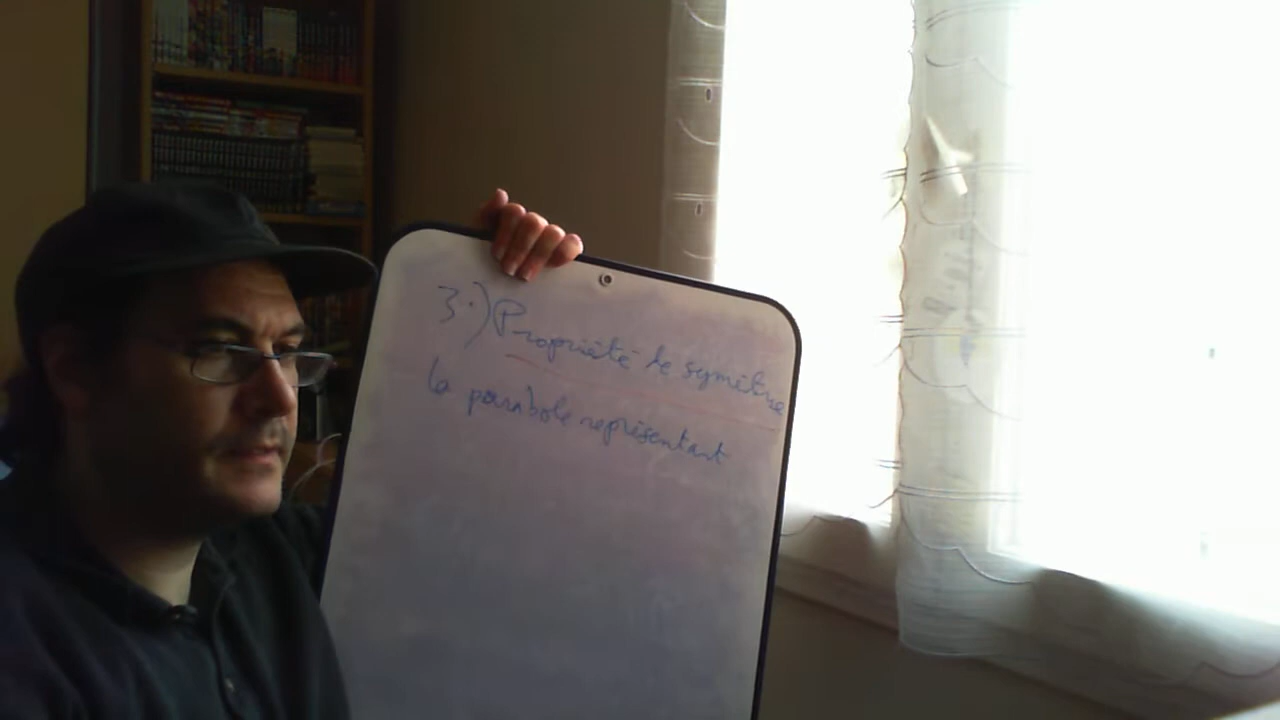 3.) Propriété de symétrie
la parabole représentant